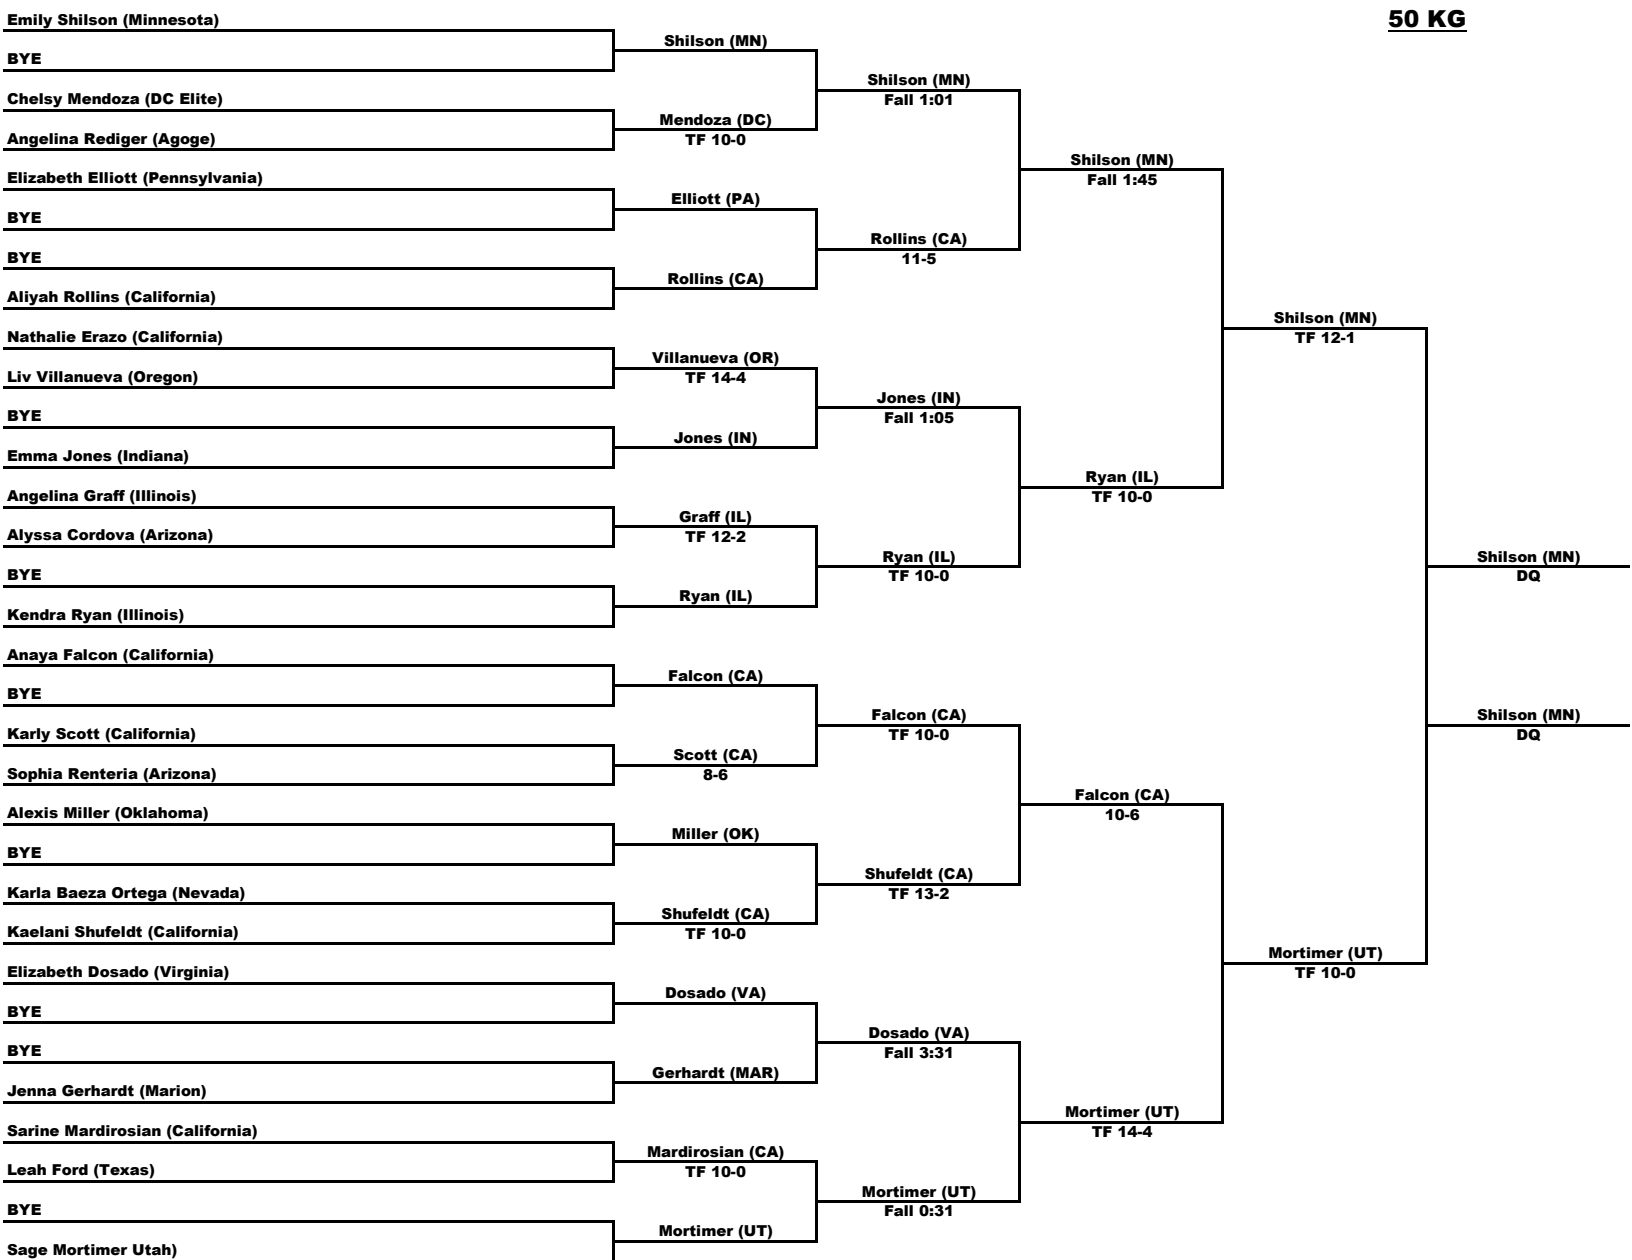 50 KG
Emily Shilson (Minnesota)
BYE
Chelsy Mendoza (DC Elite)
Angelina Rediger (Agoge)
Elizabeth Elliott (Pennsylvania)
BYE
BYE
Aliyah Rollins (California)
Nathalie Erazo (California)
Liv Villanueva (Oregon)
BYE
Emma Jones (Indiana)
Angelina Graff (Illinois)
Alyssa Cordova (Arizona)
BYE
Kendra Ryan (Illinois)
Anaya Falcon (California)
BYE
Karly Scott (California)
Sophia Renteria (Arizona)
Alexis Miller (Oklahoma)
BYE
Karla Baeza Ortega (Nevada)
Kaelani Shufeldt (California)
Elizabeth Dosado (Virginia)
BYE
BYE
Jenna Gerhardt (Marion)
Sarine Mardirosian (California)
Leah Ford (Texas)
BYE
Sage Mortimer Utah)
Shilson (MN)
Mendoza (DC)
TF 10-0
Elliott (PA)
Rollins (CA)
Villanueva (OR)
TF 14-4
Jones (IN)
Graff (IL)
TF 12-2
Ryan (IL)
Falcon (CA)
Scott (CA)
8-6
Miller (OK)
Shufeldt (CA)
TF 10-0
Dosado (VA)
Gerhardt (MAR)
Mardirosian (CA)
TF 10-0
Mortimer (UT)
Shilson (MN)
Fall 1:01
Rollins (CA)
11-5
Jones (IN)
Fall 1:05
Ryan (IL)
TF 10-0
Falcon (CA)
TF 10-0
Shufeldt (CA)
TF 13-2
Dosado (VA)
Fall 3:31
Mortimer (UT)
Fall 0:31
Shilson (MN)
Fall 1:45
Ryan (IL)
TF 10-0
Falcon (CA)
10-6
Mortimer (UT)
TF 14-4
Shilson (MN)
TF 12-1
Mortimer (UT)
TF 10-0
Shilson (MN)
DQ
Shilson (MN)
DQ